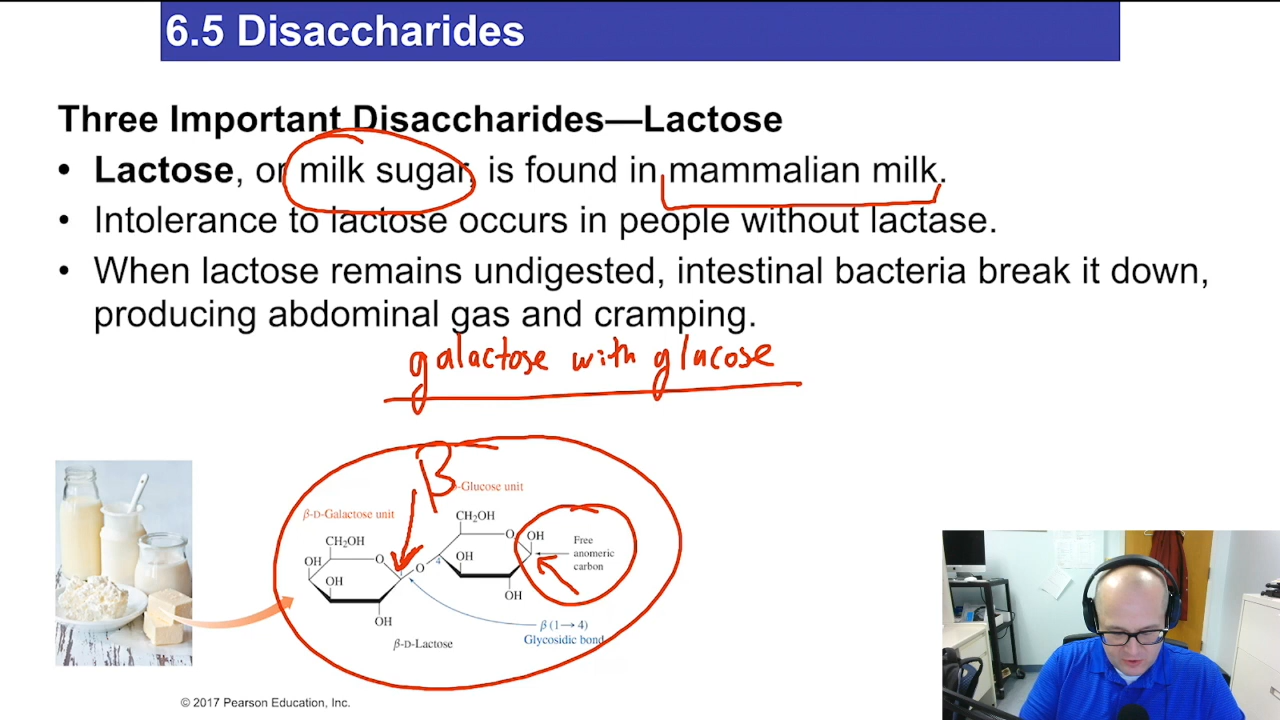 6.5 Disaccharides
Three Important Disaccharides—Lactose
• Lactose, or milk sugar, is found in mammalian milk.
• Intolerance to lactose occurs in people without lactase.
• When lactose remains undigested, intestinal bacteria break it down,
producing abdominal gas and cramping.
galactose with glucose
β
-Glucose unit
β-D-Galactose unit
CH₂OH
O
OH
Free
anomeric
carbon
CH₂OH
O
OH
OH
OH
O
4
OH
OH
OH
β (1→4)
Glycosidic bond
β-D-Lactose
© 2017 Pearson Education, Inc.